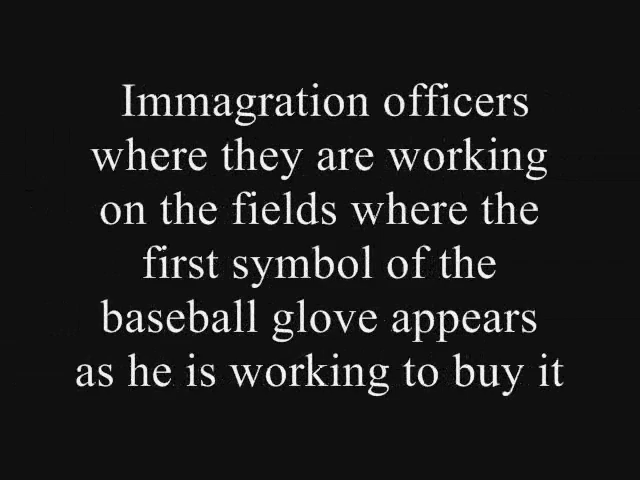 Immagration officers
where they are working
on the fields where the
first symbol of the
baseball glove appears
as he is working to buy it